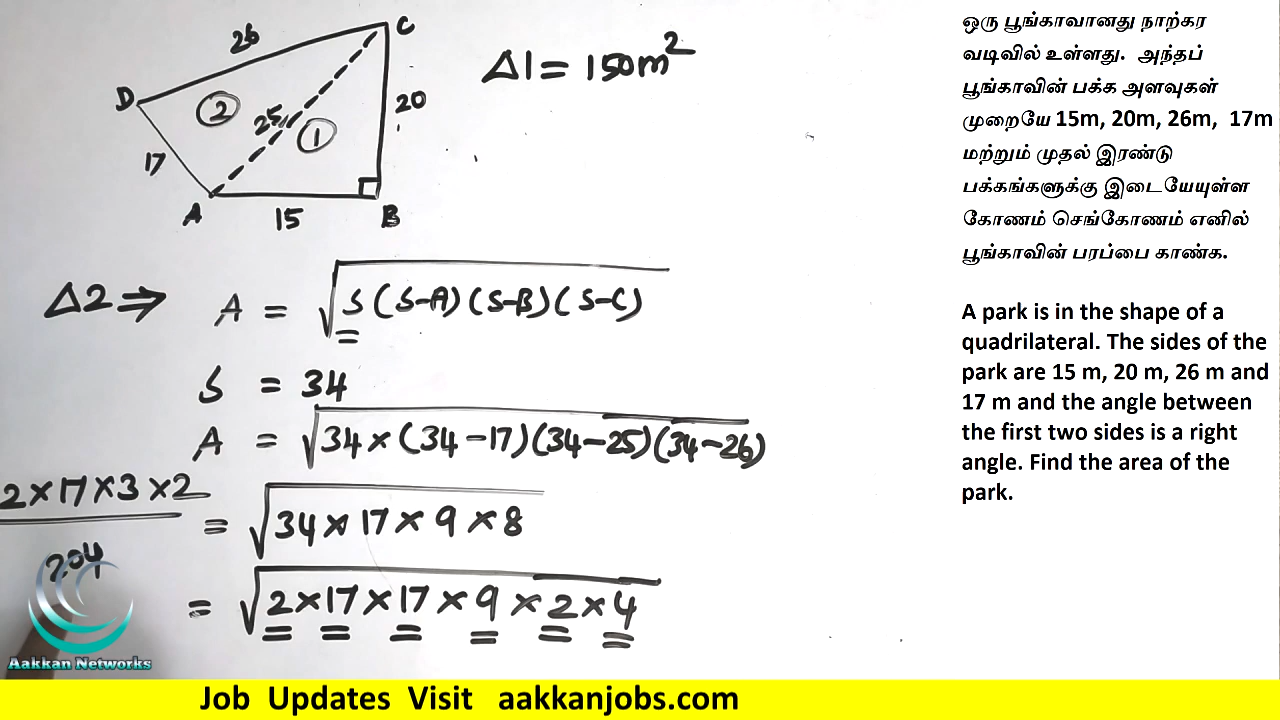 26
C
Δ1 = 150m²
D
2
25
20
1
17
A
15
B
Δ2 ⇒ A = √S(S-A)(S-B)(S-C)
S = 34
A = √34×(34-17)(34-25)(34-26)
2×17×3×2
= √34×17×9×8
204
= √2×17×17×9×2×4
ஒரு பூங்காவானது நாற்கர
வடிவில் உள்ளது. அந்தப்
பூங்காவின் பக்க அளவுகள்
முறையே 15m, 20m, 26m, 17m
மற்றும் முதல் இரண்டு
பக்கங்களுக்கு இடையேயுள்ள
கோணம் செங்கோணம் எனில்
பூங்காவின் பரப்பை காண்க.
A park is in the shape of a
quadrilateral. The sides of the
park are 15 m, 20 m, 26 m and
17 m and the angle between
the first two sides is a right
angle. Find the area of the
park.
Aakkan Networks
Job Updates Visit aakkanjobs.com